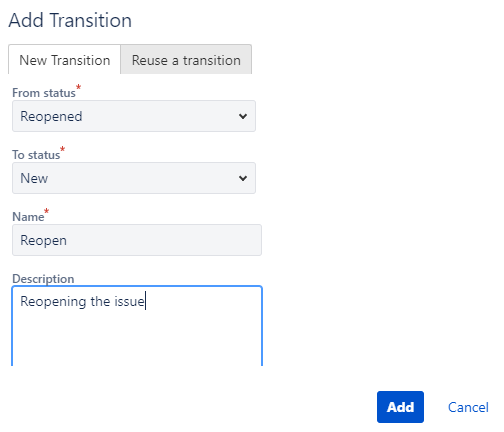 Add Transition
New Transition Reuse a transition
From status*
Reopened
To status*
New
Name*
Reopen
Description
Reopening the issue
Add Cancel